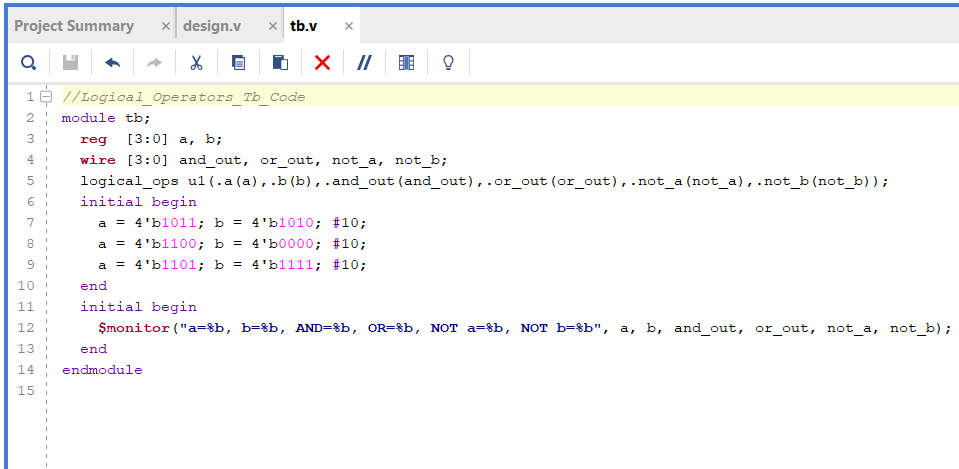 Project Summary × design.v × tb.v ×
1 //Logical_Operators_Tb_Code
2 module tb;
3 reg [3:0] a, b;
4 wire [3:0] and_out, or_out, not_a, not_b;
5 logical_ops u1(.a(a),.b(b),.and_out(and_out),.or_out(or_out),.not_a(not_a),.not_b(not_b));
6 initial begin
7 a = 4'b1011; b = 4'b1010; #10;
8 a = 4'b1100; b = 4'b0000; #10;
9 a = 4'b1101; b = 4'b1111; #10;
10 end
11 initial begin
12 $monitor("a=%b, b=%b, AND=%b, OR=%b, NOT a=%b, NOT b=%b", a, b, and_out, or_out, not_a, not_b);
13 end
14 endmodule
15